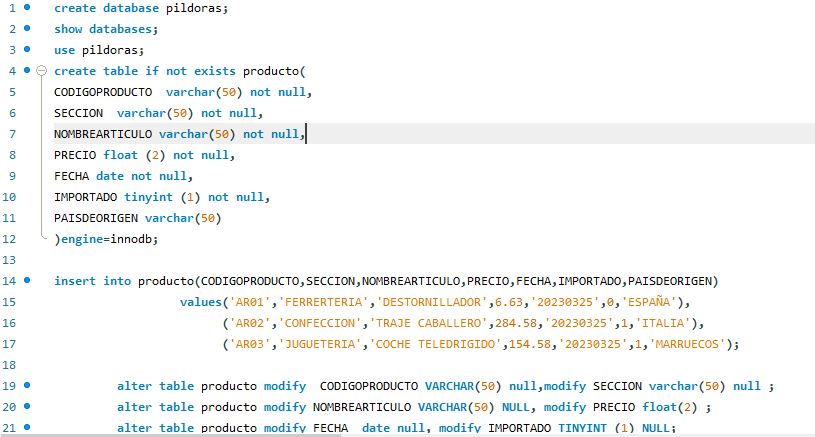 1 create database pildoras;
2 show databases;
3 use pildoras;
4 create table if not exists producto(
5 CODIGOPRODUCTO  varchar(50) not null,
6 SECCION  varchar(50) not null,
7 NOMBREARTICULO varchar(50) not null,
8 PRECIO float (2) not null,
9 FECHA date not null,
10 IMPORTADO tinyint (1) not null,
11 PAISDEORIGEN varchar(50)
12 )engine=innodb;
13
14 insert into producto(CODIGOPRODUCTO,SECCION,NOMBREARTICULO,PRECIO,FECHA,IMPORTADO,PAISDEORIGEN)
15 values('AR01','FERRERTERIA','DESTORNILLADOR',6.63,'20230325',0,'ESPAÑA'),
16 ('AR02','CONFECCION','TRAJE CABALLERO',284.58,'20230325',1,'ITALIA'),
17 ('AR03','JUGUETERIA','COCHE TELEDRIGIDO',154.58,'20230325',1,'MARRUECOS');
18
19 alter table producto modify  CODIGOPRODUCTO VARCHAR(50) null,modify SECCION varchar(50) null ;
20 alter table producto modify NOMBREARTICULO VARCHAR(50) NULL, modify PRECIO float(2) ;
21 alter table producto modify FECHA  date null, modify IMPORTADO TINYINT (1) NULL;